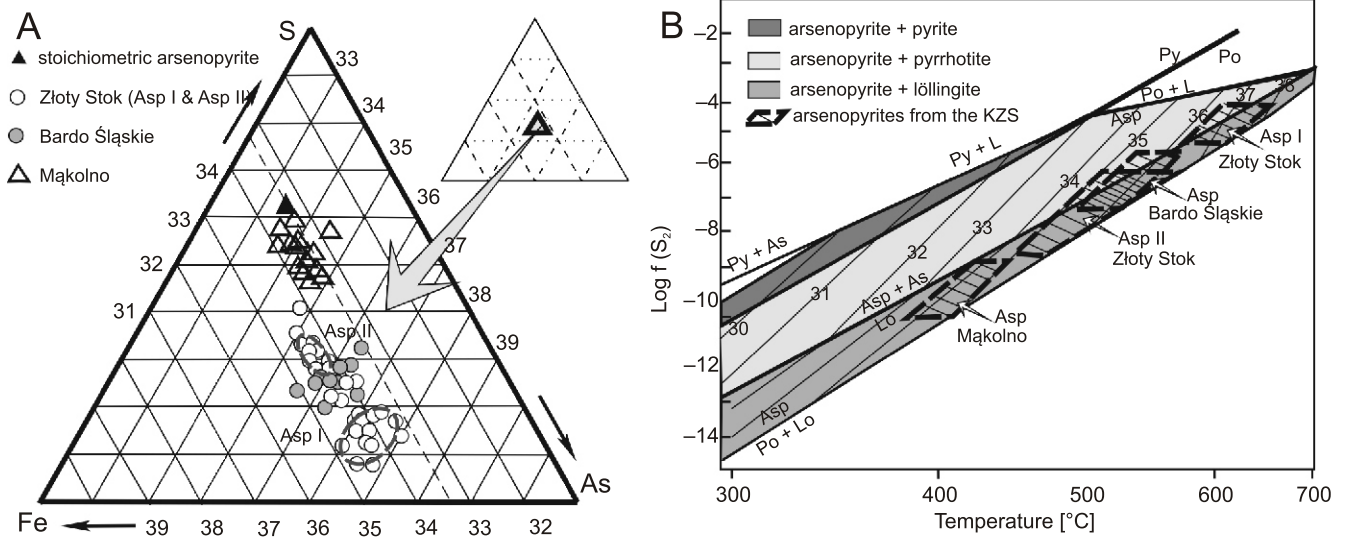 A
S
stoichiometric arsenopyrite
Złoty Stok (Asp I & Asp II)
Bardo Śląskie
Mąkolno
33
34
35
36
37
38
39
34
33
32
31
Asp II
Asp I
As
Fe
39 38 37 36 35 34 33 32
B
arsenopyrite + pyrite
arsenopyrite + pyrrhotite
arsenopyrite + löllingite
arsenopyrites from the KZS
Py
Po
Po + L
Asp
Py + L
Py + As
Asp + As
Lo
Asp
Po + Lo
30
31
32
33
34
35
36
37
38
Asp I
Złoty Stok
Asp
Bardo Śląskie
Asp II
Złoty Stok
Asp
Mąkolno
Log f (S₂)
–2
–4
–6
–8
–10
–12
–14
300 400 500 600 700
Temperature [°C]